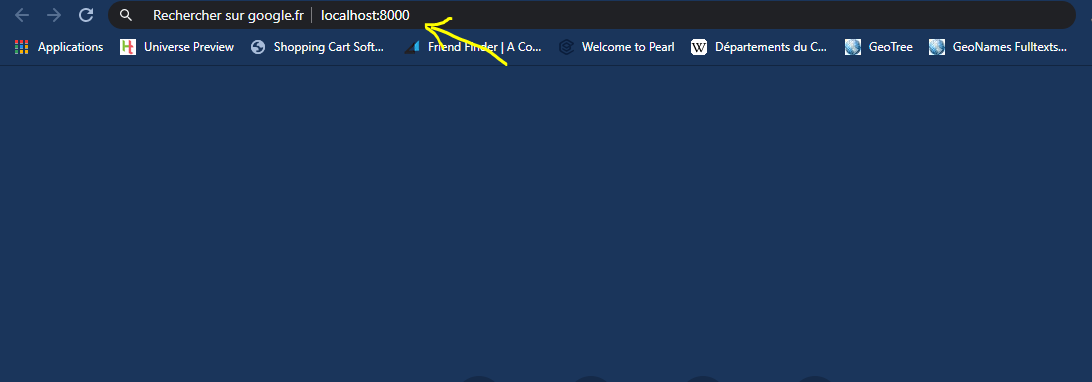 Rechercher sur google.fr localhost:8000
Applications Universe Preview Shopping Cart Soft... Friend Finder | A Co... Welcome to Pearl Départements du C... GeoTree GeoNames Fulltexts...